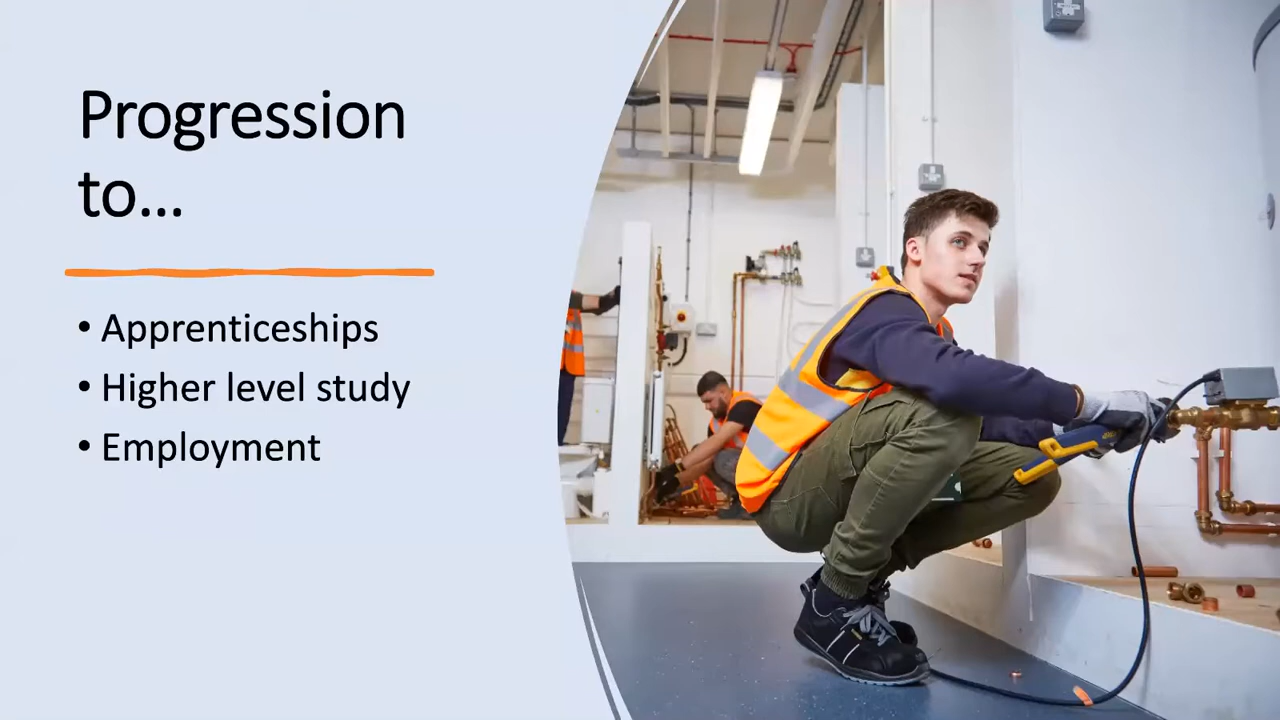 Progression
to...
• Apprenticeships
• Higher level study
• Employment